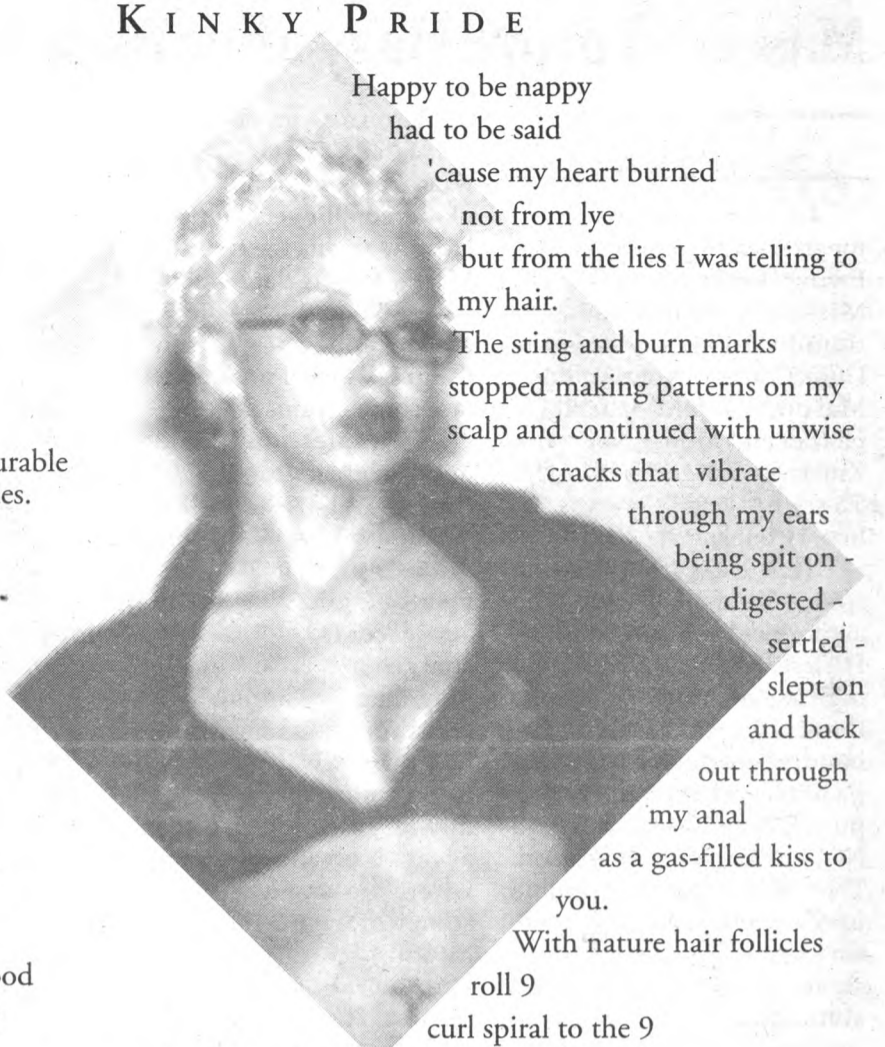 KINKY PRIDE
Happy to be nappy
had to be said
'cause my heart burned
not from lye
but from the lies I was telling to
my hair.
The sting and burn marks
stopped making patterns on my
scalp and continued with unwise
cracks that vibrate
through my ears
being spit on -
digested -
settled -
slept on
and back
out through
my anal
as a gas-filled kiss to
you.
With nature hair follicles
roll 9
curl spiral to the 9
urable
es.
od